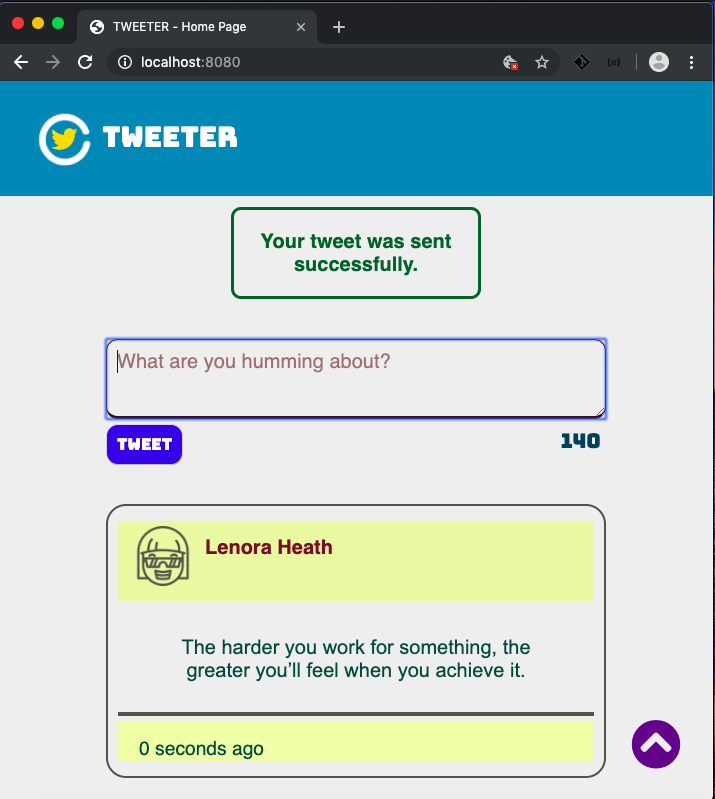 TWEETER - Home Page
localhost:8080
TWEETER
Your tweet was sent
successfully.
What are you humming about?
TWEET
140
Lenora Heath
The harder you work for something, the
greater you’ll feel when you achieve it.
0 seconds ago